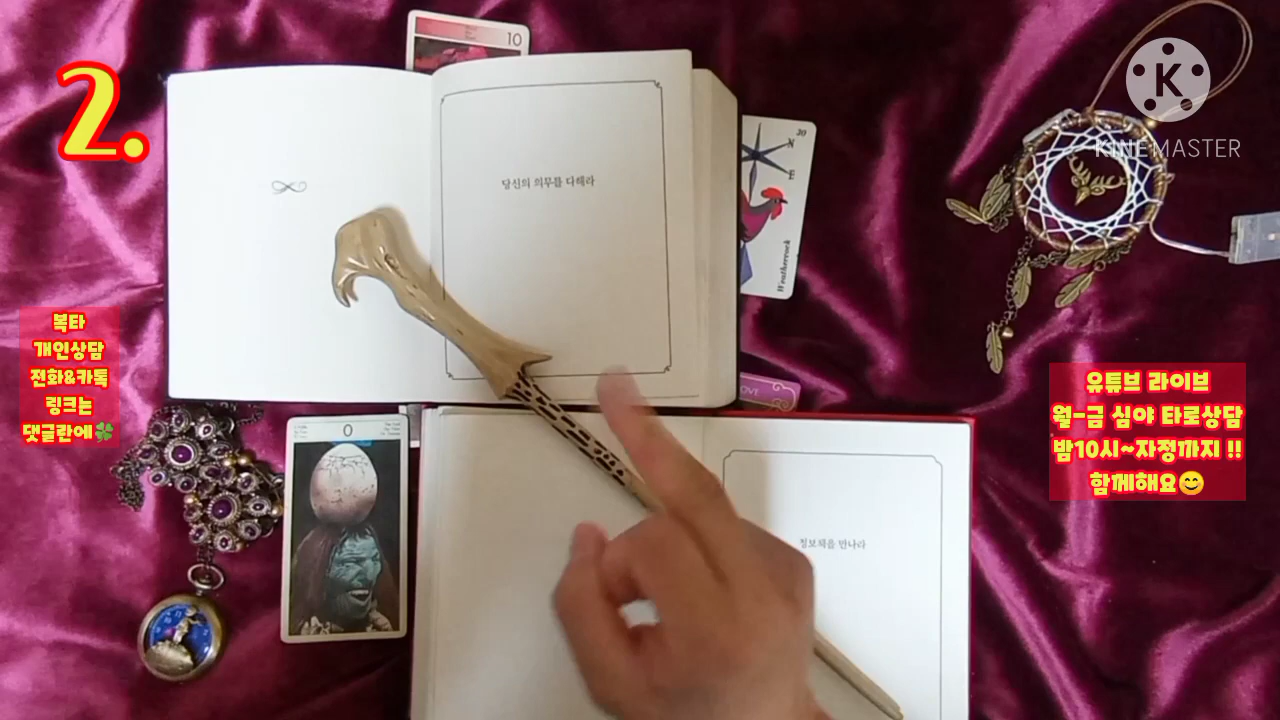 2.
10
K
KINEMASTER
30
N
E
당신의 의무를 다해라
Weathercock
복타
개인상담
전화&카톡
링크는
댓글란에🍀
유튜브 라이브
월-금 심야 타로상담
밤10시~자정까지 !!
함께해요😊
OVE
0
정보책을 만나라